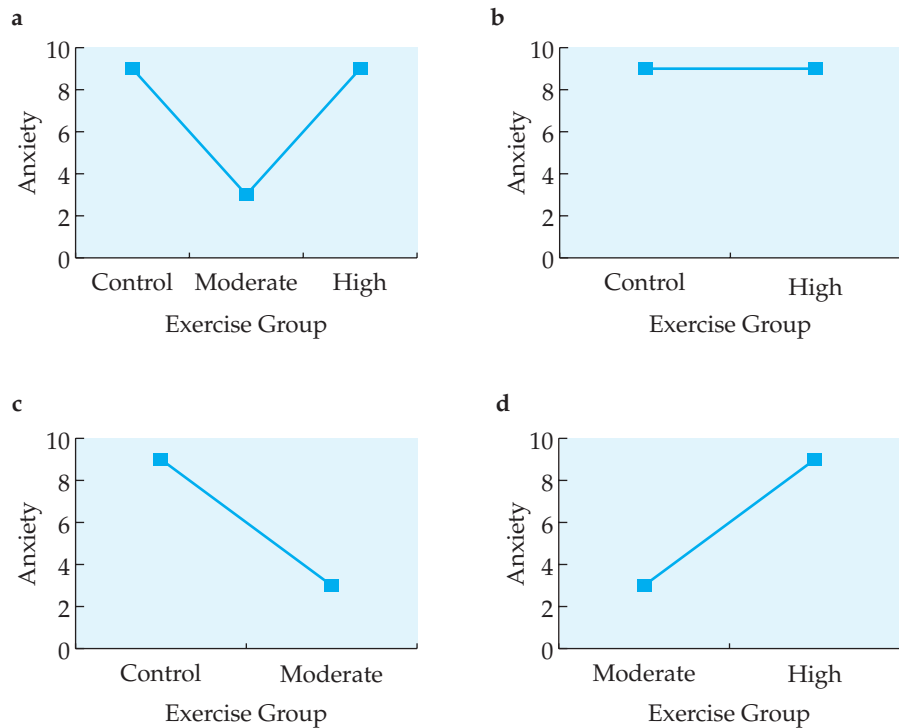 a
10
8
6
4
2
0
Anxiety
Control Moderate High
Exercise Group
b
10
8
6
4
2
0
Anxiety
Control High
Exercise Group
c
10
8
6
4
2
0
Anxiety
Control Moderate
Exercise Group
d
10
8
6
4
2
0
Anxiety
Moderate High
Exercise Group